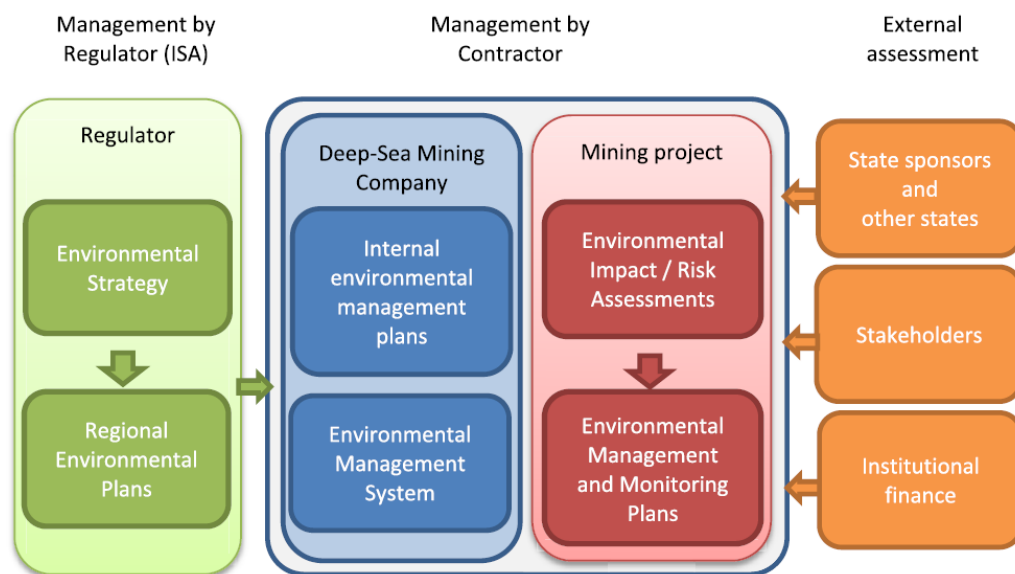 Management by
Regulator (ISA)
Management by
Contractor
External
assessment
Regulator
Environmental
Strategy
Regional
Environmental
Plans
Deep-Sea Mining
Company
Internal
environmental
management
plans
Environmental
Management
System
Mining project
Environmental
Impact / Risk
Assessments
Environmental
Management
and Monitoring
Plans
State sponsors
and
other states
Stakeholders
Institutional
finance